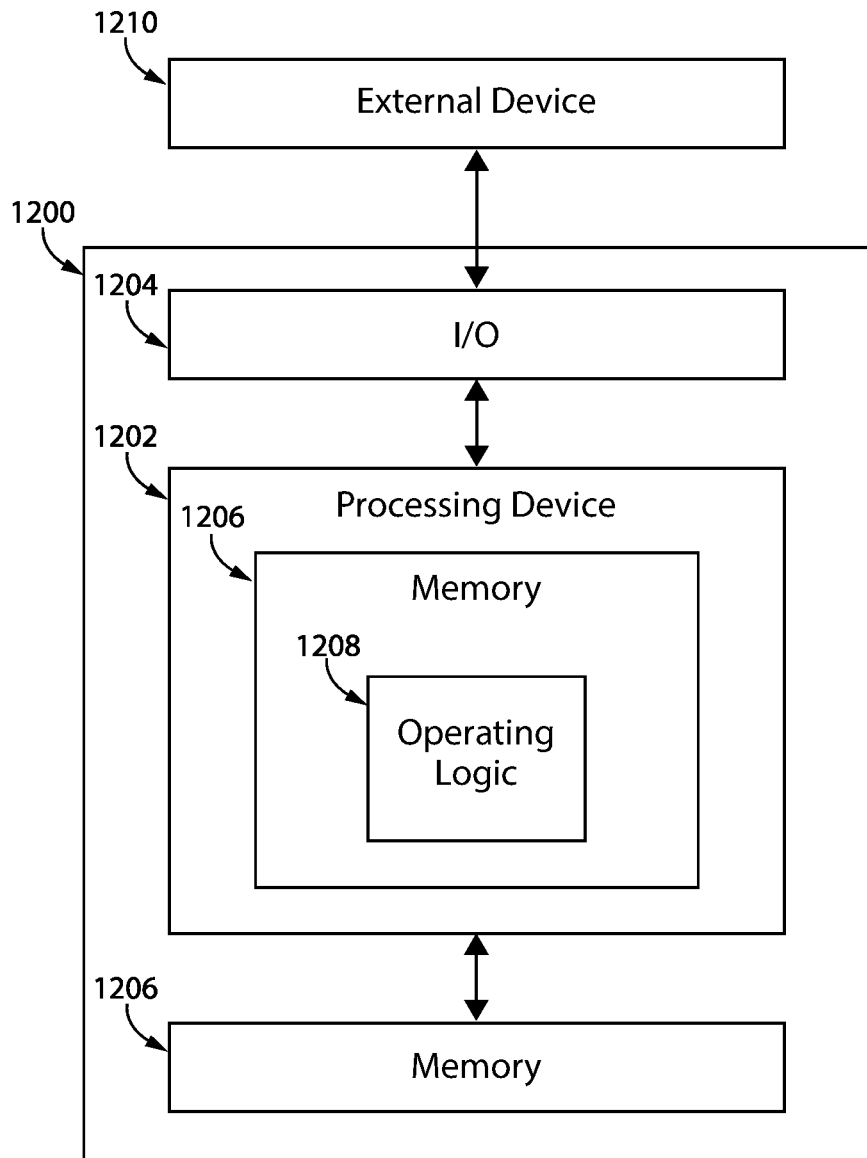 1210
External Device
1200
1204
I/O
1202
Processing Device
1206
Memory
1208
Operating
Logic
1206
Memory